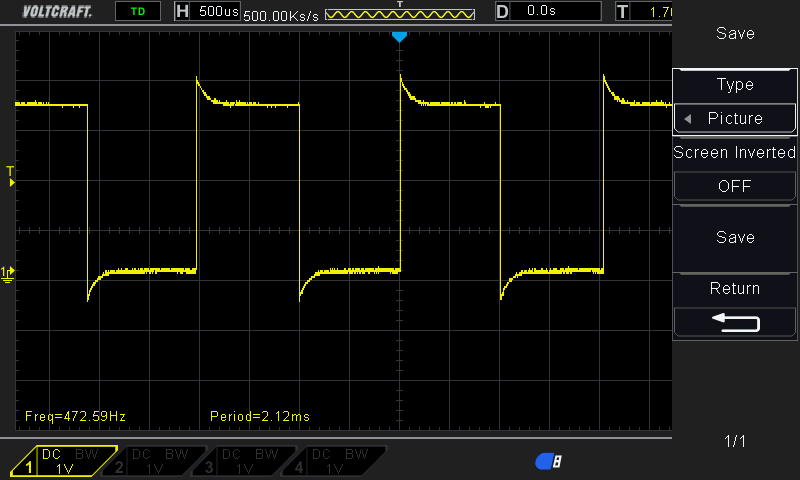 VOLTCRAFT. TD H 500us 500.00Ks/s T D 0.0s T
Save
Type
Picture
Screen Inverted
OFF
Save
Return
T
1
Freq=472.59Hz Period=2.12ms
1/1
DC BW DC BW DC BW DC BW
1 1V 2 1V 3 1V 4 1V